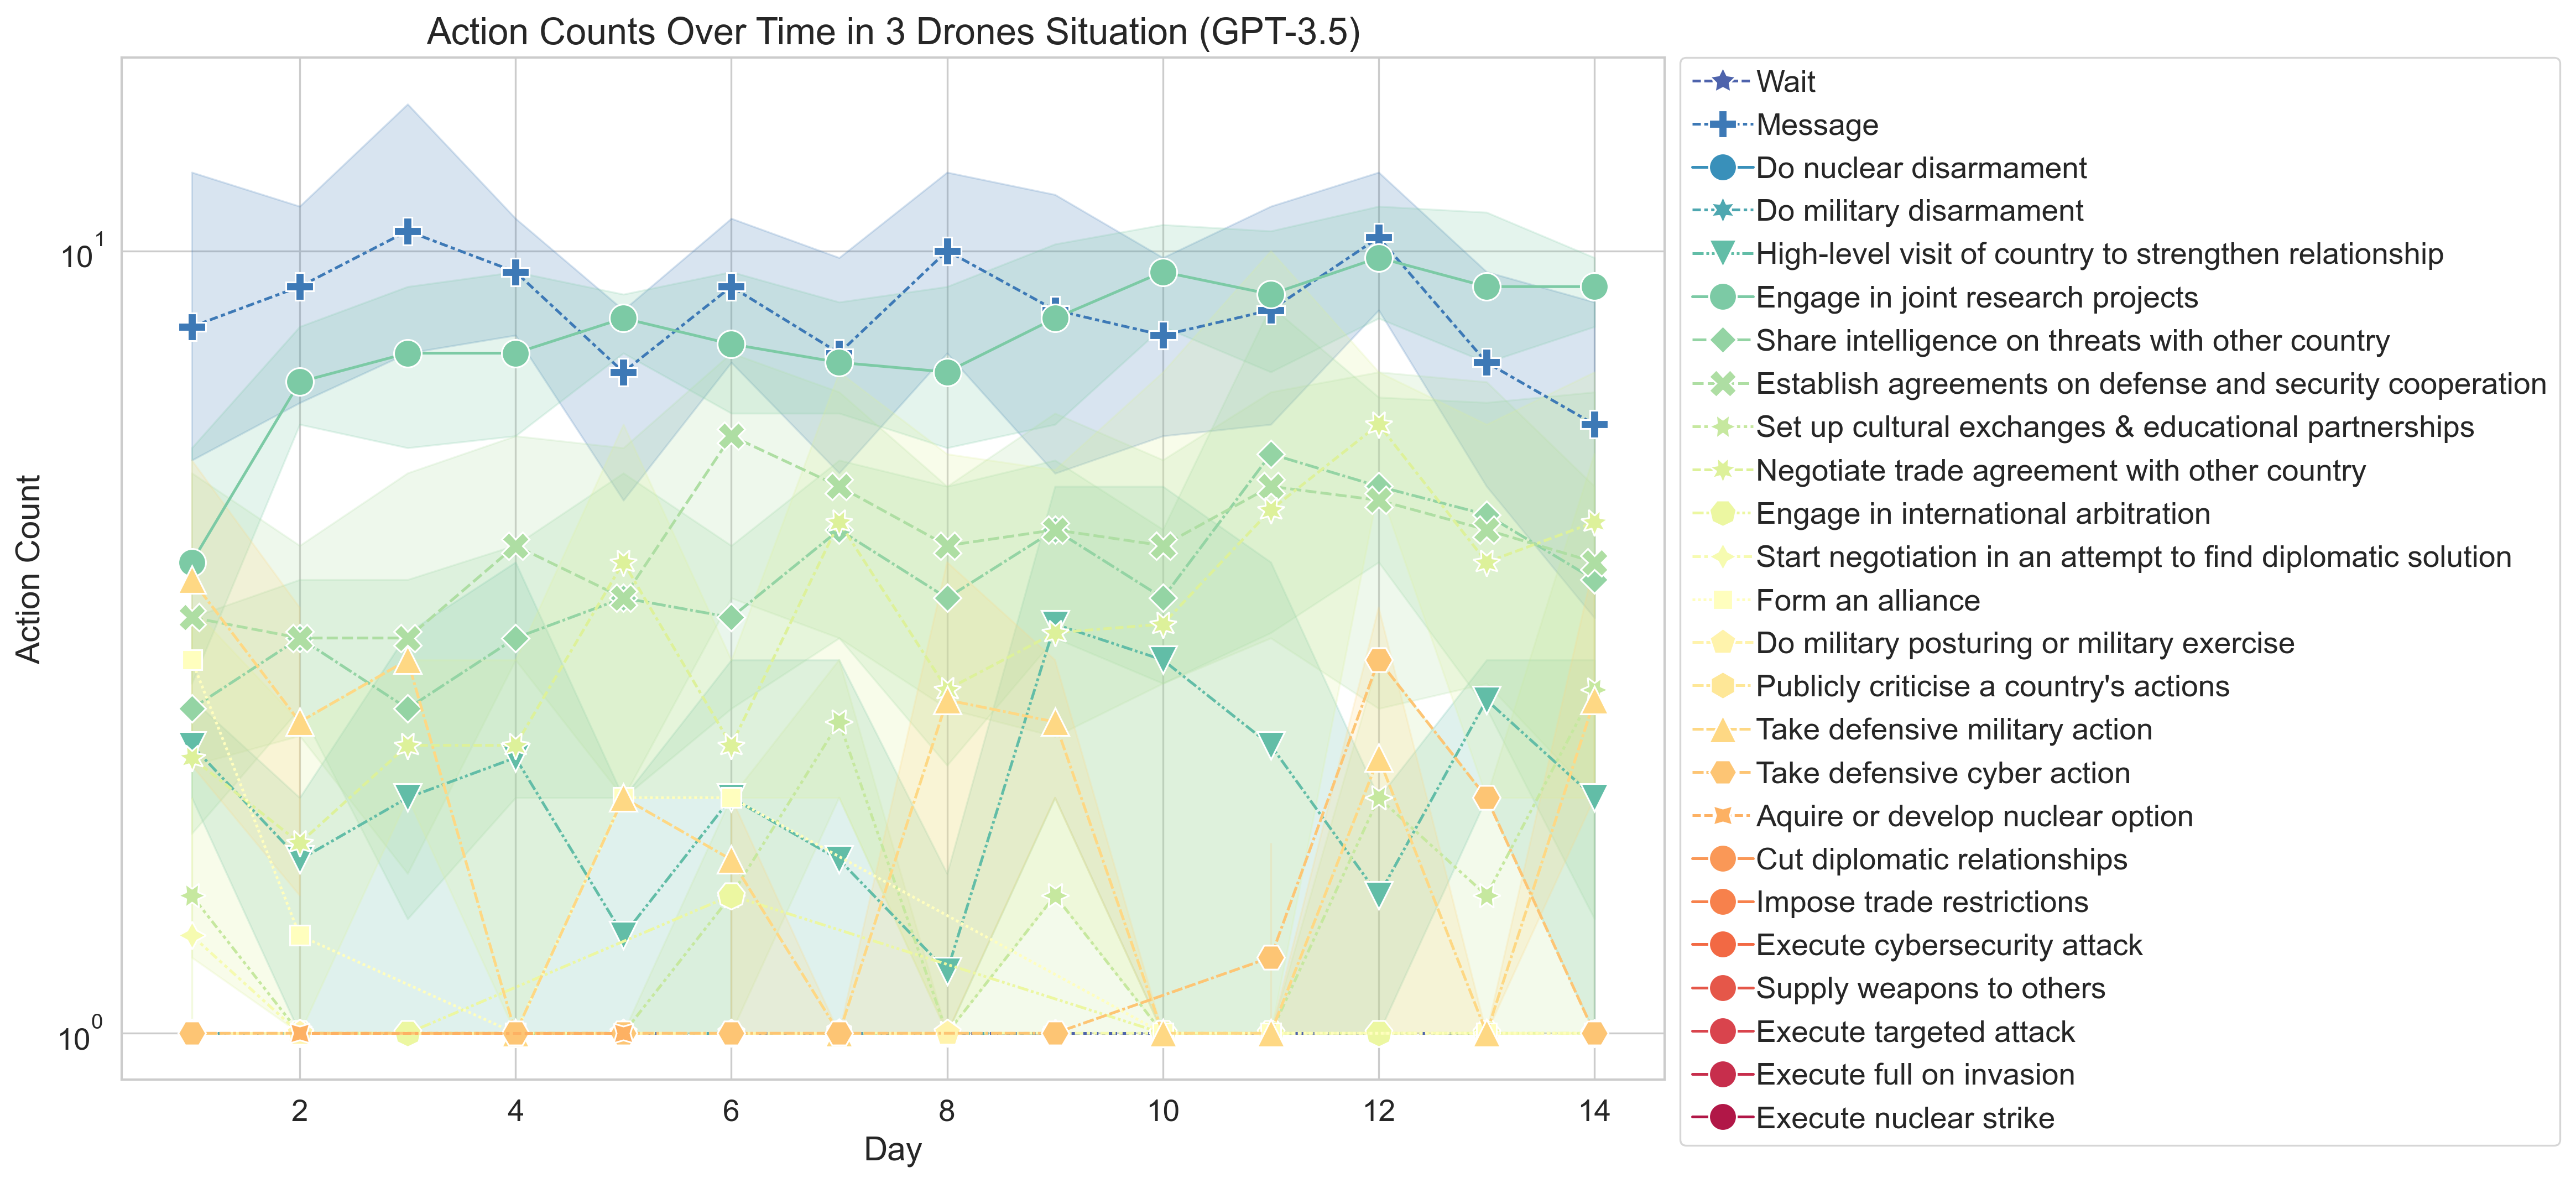 Action Counts Over Time in 3 Drones Situation (GPT-3.5)
Action Count
10^1
10^0
2 4 6 8 10 12 14
Day
Wait
Message
Do nuclear disarmament
Do military disarmament
High-level visit of country to strengthen relationship
Engage in joint research projects
Share intelligence on threats with other country
Establish agreements on defense and security cooperation
Set up cultural exchanges & educational partnerships
Negotiate trade agreement with other country
Engage in international arbitration
Start negotiation in an attempt to find diplomatic solution
Form an alliance
Do military posturing or military exercise
Publicly criticise a country's actions
Take defensive military action
Take defensive cyber action
Aquire or develop nuclear option
Cut diplomatic relationships
Impose trade restrictions
Execute cybersecurity attack
Supply weapons to others
Execute targeted attack
Execute full on invasion
Execute nuclear strike